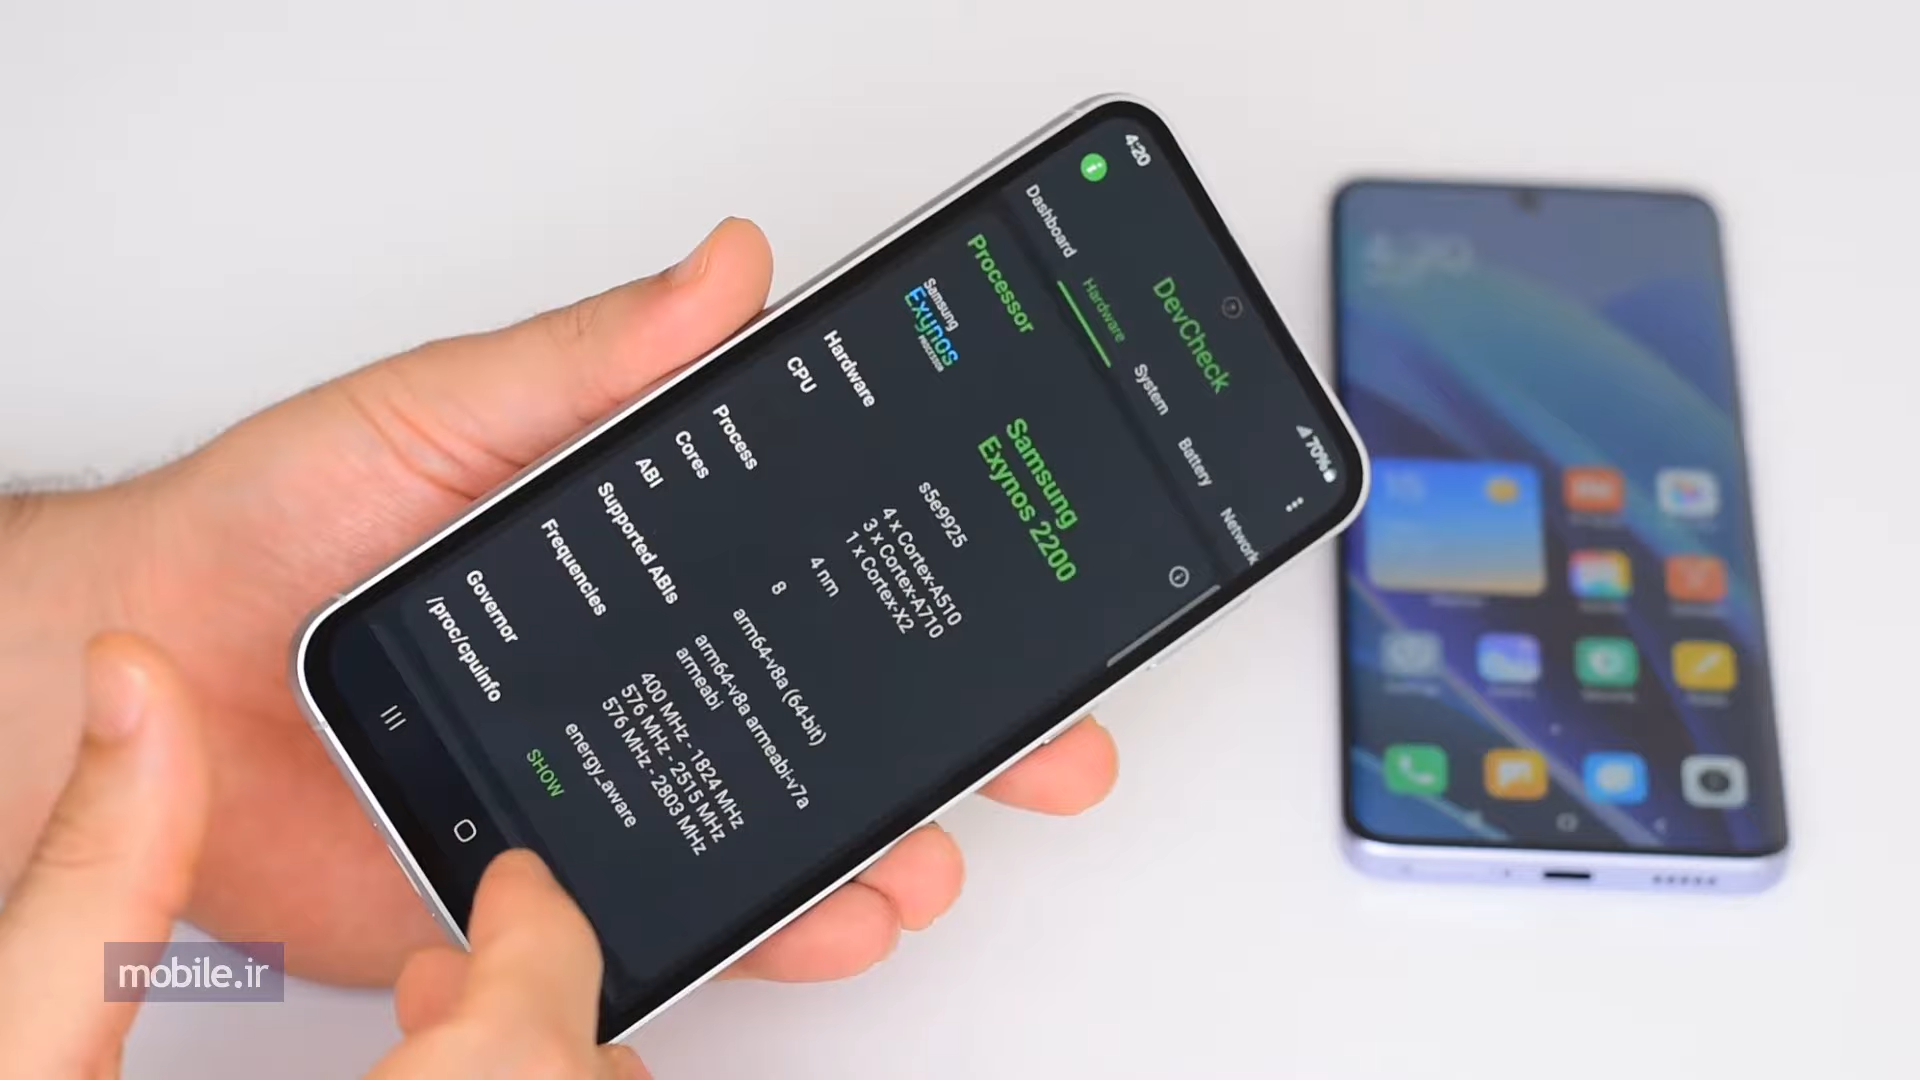 4:20
70%
DevCheck
Dashboard
Hardware
System
Battery
Network
Processor
Samsung
Exynos
PROCESSOR
Samsung
Exynos 2200
Hardware
s5e9925
CPU
4 x Cortex-A510
3 x Cortex-A710
1 x Cortex-X2
Process
4 nm
Cores
8
ABI
arm64-v8a (64-bit)
Supported ABIs
arm64-v8a armeabi-v7a
armeabi
Frequencies
400 MHz - 1824 MHz
576 MHz - 2515 MHz
576 MHz - 2803 MHz
Governor
energy_aware
/proc/cpuinfo
SHOW
4:20
mobile.ir